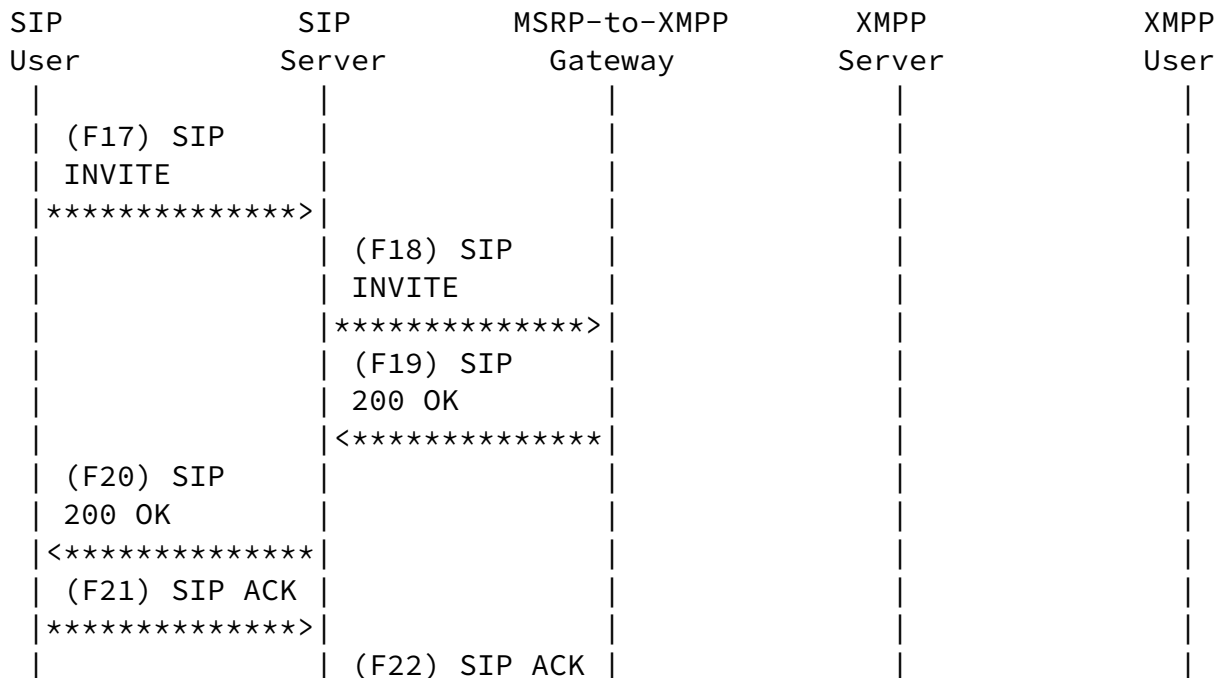 SIP SIP MSRP-to-XMPP XMPP XMPP
User Server Gateway Server User
| | | | |
| (F17) SIP | | | |
| INVITE | | | |
|**************>| | | |
| | (F18) SIP | | |
| | INVITE | | |
| |**************>| | |
| | (F19) SIP | | |
| | 200 OK | | |
| |<**************| | |
| (F20) SIP | | | |
| 200 OK | | | |
|<**************| | | |
| (F21) SIP ACK | | | |
|**************>| | | |
| | (F22) SIP ACK | | |